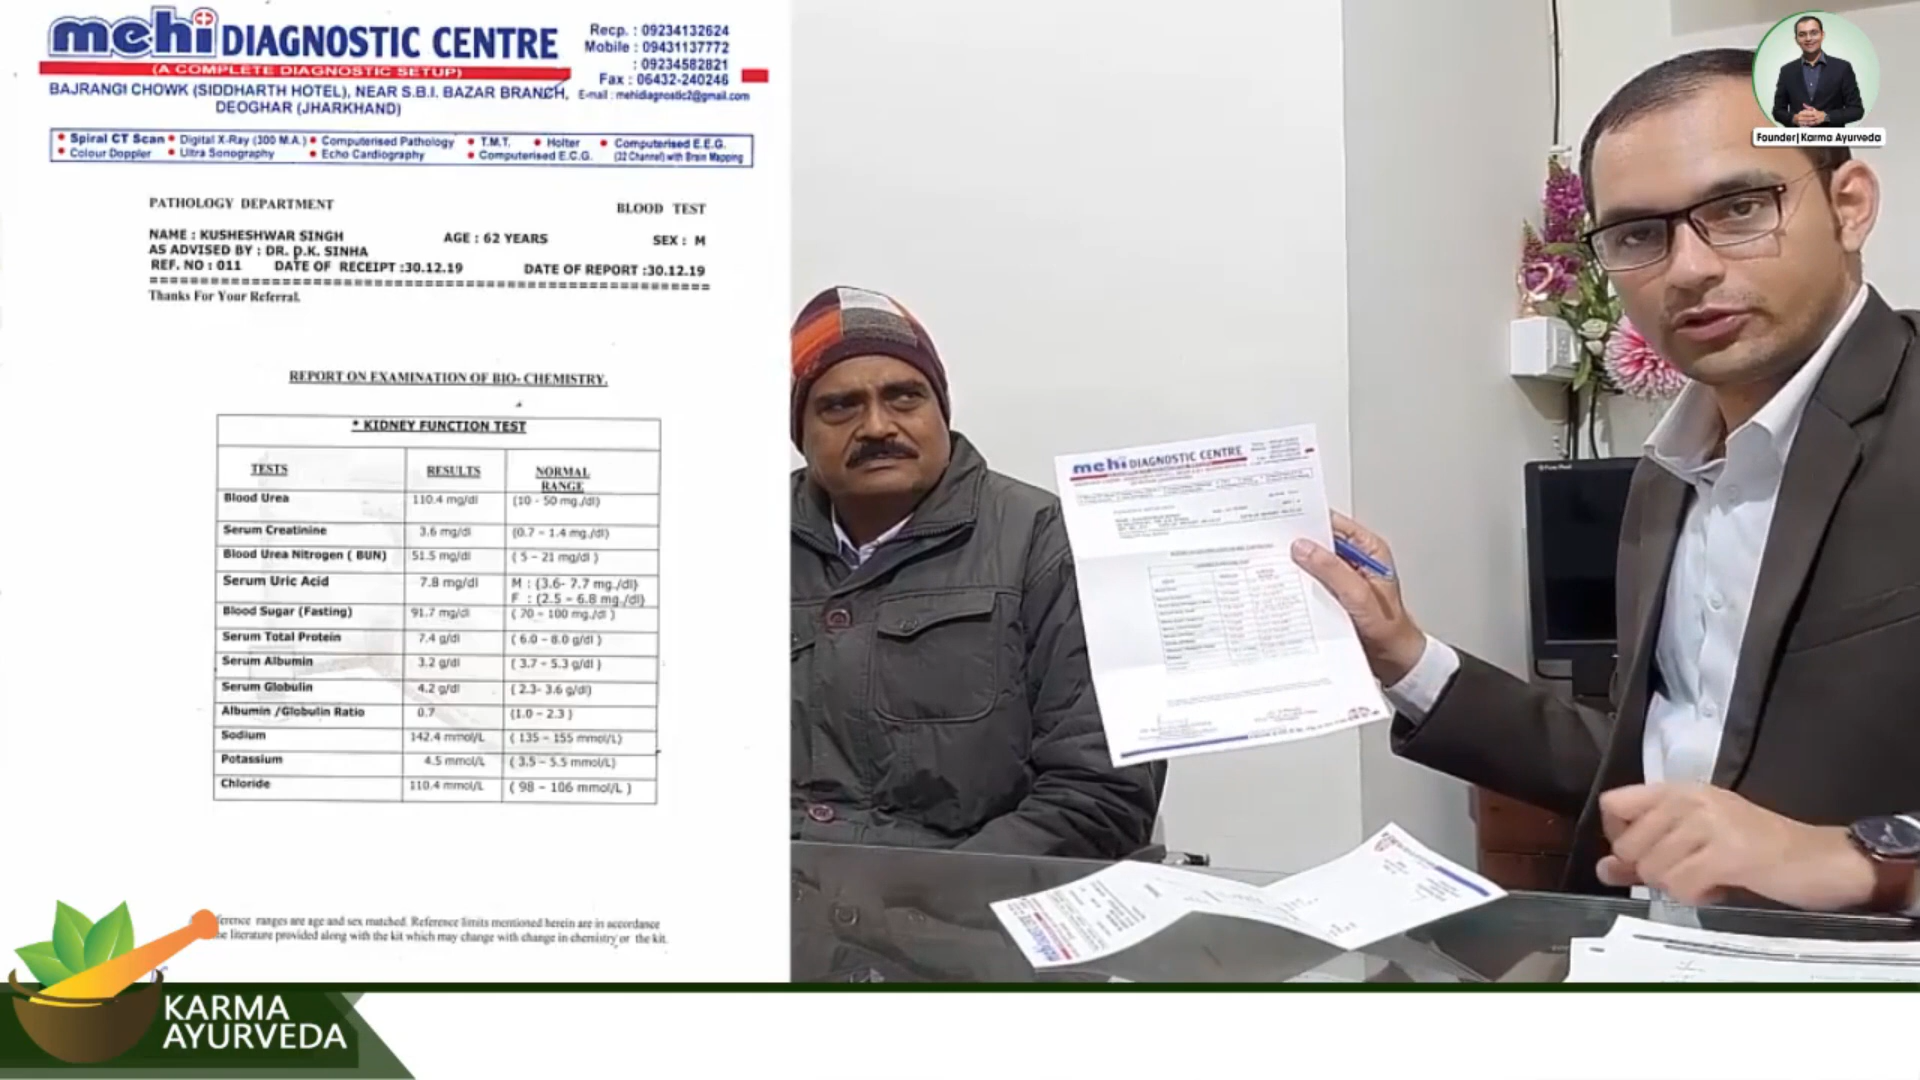 mehi DIAGNOSTIC CENTRE
(A COMPLETE DIAGNOSTIC SETUP)
BAJRANGI CHOWK (SIDDHARTH HOTEL), NEAR S.B.I. BAZAR BRANCH,
DEOGHAR (JHARKHAND)
Recp. : 09234132624
Mobile : 09431137772
: 09234582821
Fax : 06432-240246
E-mail : mehidiagnostic2@gmail.com
• Spiral CT Scan • Digital X-Ray (300 M.A.) • Computerised Pathology • T.M.T. • Holter • Computerised E.E.G.
• Colour Doppler • Ultra Sonography • Echo Cardiography • Computerised E.C.G. (32 Channel) with Brain Mapping
PATHOLOGY DEPARTMENT BLOOD TEST
NAME : KUSHESHWAR SINGH AGE : 62 YEARS SEX : M
AS ADVISED BY : DR. D.K. SINHA
REF. NO : 011 DATE OF RECEIPT :30.12.19 DATE OF REPORT :30.12.19
Thanks For Your Referral.
REPORT ON EXAMINATION OF BIO- CHEMISTRY.
* KIDNEY FUNCTION TEST
TESTS RESULTS NORMAL RANGE
Blood Urea 110.4 mg/dl (10 - 50 mg./dl)
Serum Creatinine 3.6 mg/dl (0.7 - 1.4 mg/dl)
Blood Urea Nitrogen ( BUN) 51.5 mg/dl ( 5 - 21 mg/dl )
Serum Uric Acid 7.8 mg/dl M : (3.6- 7.7 mg./dl)
F : (2.5 - 6.8 mg./dl)
Blood Sugar (Fasting) 91.7 mg/dl ( 70 - 100 mg./dl )
Serum Total Protein 7.4 g/dl ( 6.0 - 8.0 g/dl )
Serum Albumin 3.2 g/dl ( 3.7 - 5.3 g/dl )
Serum Globulin 4.2 g/dl ( 2.3- 3.6 g/dl)
Albumin /Globulin Ratio 0.7 (1.0 - 2.3 )
Sodium 142.4 mmol/L ( 135 - 155 mmol/L)
Potassium 4.5 mmol/L ( 3.5 - 5.5 mmol/L)
Chloride 110.4 mmol/L ( 98 - 106 mmol/L )
ranges are age and sex matched. Reference limits mentioned herein are in accordance
literature provided along with the kit which may change with change in chemistry or the kit.
KARMA
AYURVEDA
Founder|Karma Ayurveda
mehi DIAGNOSTIC CENTRE